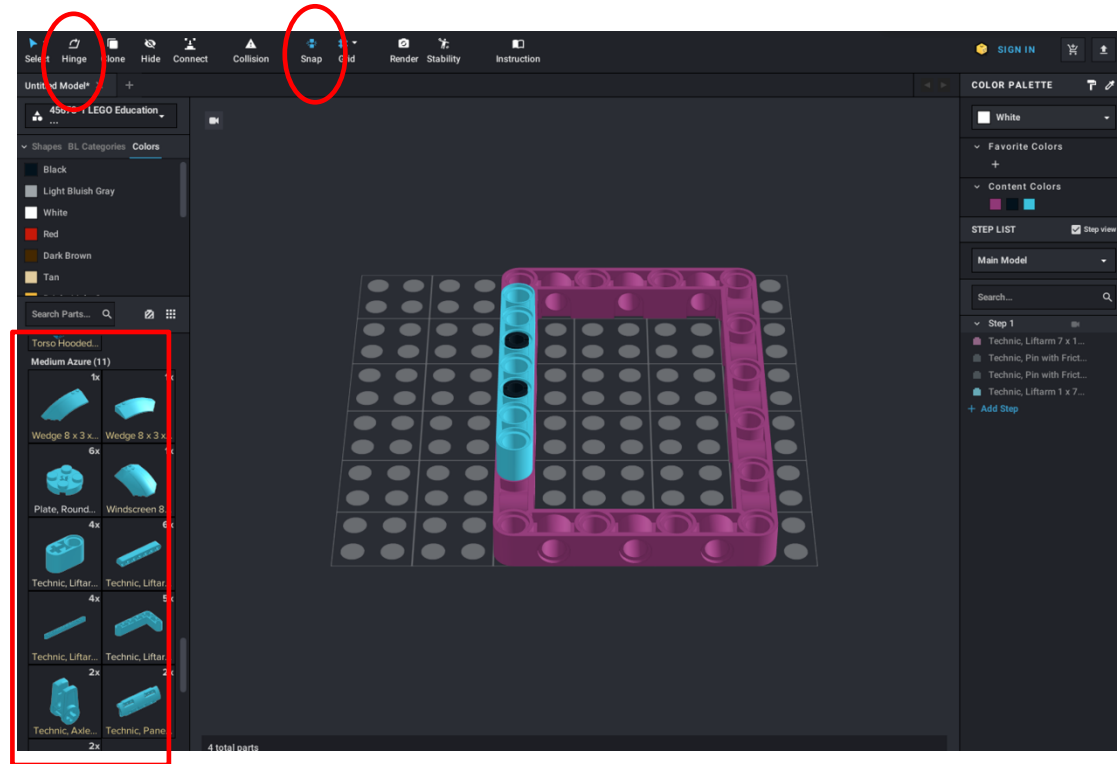 Select Hinge Clone Hide Connect Collision Snap Grid Render Stability Instruction SIGN IN
Untitled Model* +
COLOR PALETTE
45678-1 LEGO Education
...
White
Shapes BL Categories Colors
Favorite Colors
+
Black
Light Bluish Gray
White
Red
Dark Brown
Tan
Content Colors
STEP LIST Step view
Main Model
Search...
Step 1
Technic, Liftarm 7 x 1...
Technic, Pin with Frict...
Technic, Pin with Frict...
Technic, Liftarm 1 x 7...
+ Add Step
Search Parts...
Torso Hooded...
Medium Azure (11)
1x
Wedge 8 x 3 x... Wedge 8 x 3 x...
6x
Plate, Round... Windscreen 8...
4x 6x
Technic, Liftar... Technic, Liftar...
4x 5x
Technic, Liftar... Technic, Liftar...
2x 2x
Technic, Axle... Technic, Pane...
2x
4 total parts